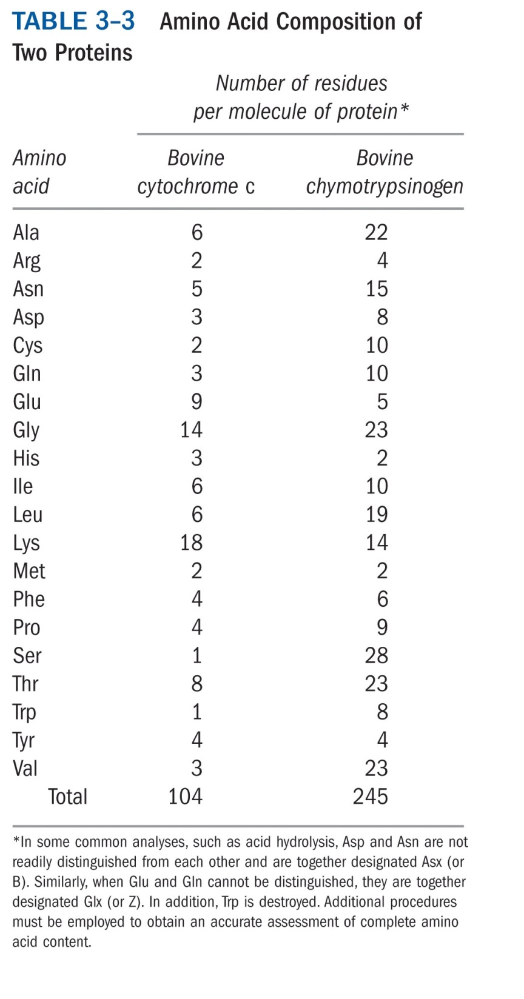 TABLE 3–3 Amino Acid Composition of
Two Proteins
Number of residues
per molecule of protein*
Amino Bovine Bovine
acid cytochrome c chymotrypsinogen
Ala 6 22
Arg 2 4
Asn 5 15
Asp 3 8
Cys 2 10
Gln 3 10
Glu 9 5
Gly 14 23
His 3 2
Ile 6 10
Leu 6 19
Lys 18 14
Met 2 2
Phe 4 6
Pro 4 9
Ser 1 28
Thr 8 23
Trp 1 8
Tyr 4 4
Val 3 23
Total 104 245
*In some common analyses, such as acid hydrolysis, Asp and Asn are not
readily distinguished from each other and are together designated Asx (or
B). Similarly, when Glu and Gln cannot be distinguished, they are together
designated Glx (or Z). In addition, Trp is destroyed. Additional procedures
must be employed to obtain an accurate assessment of complete amino
acid content.